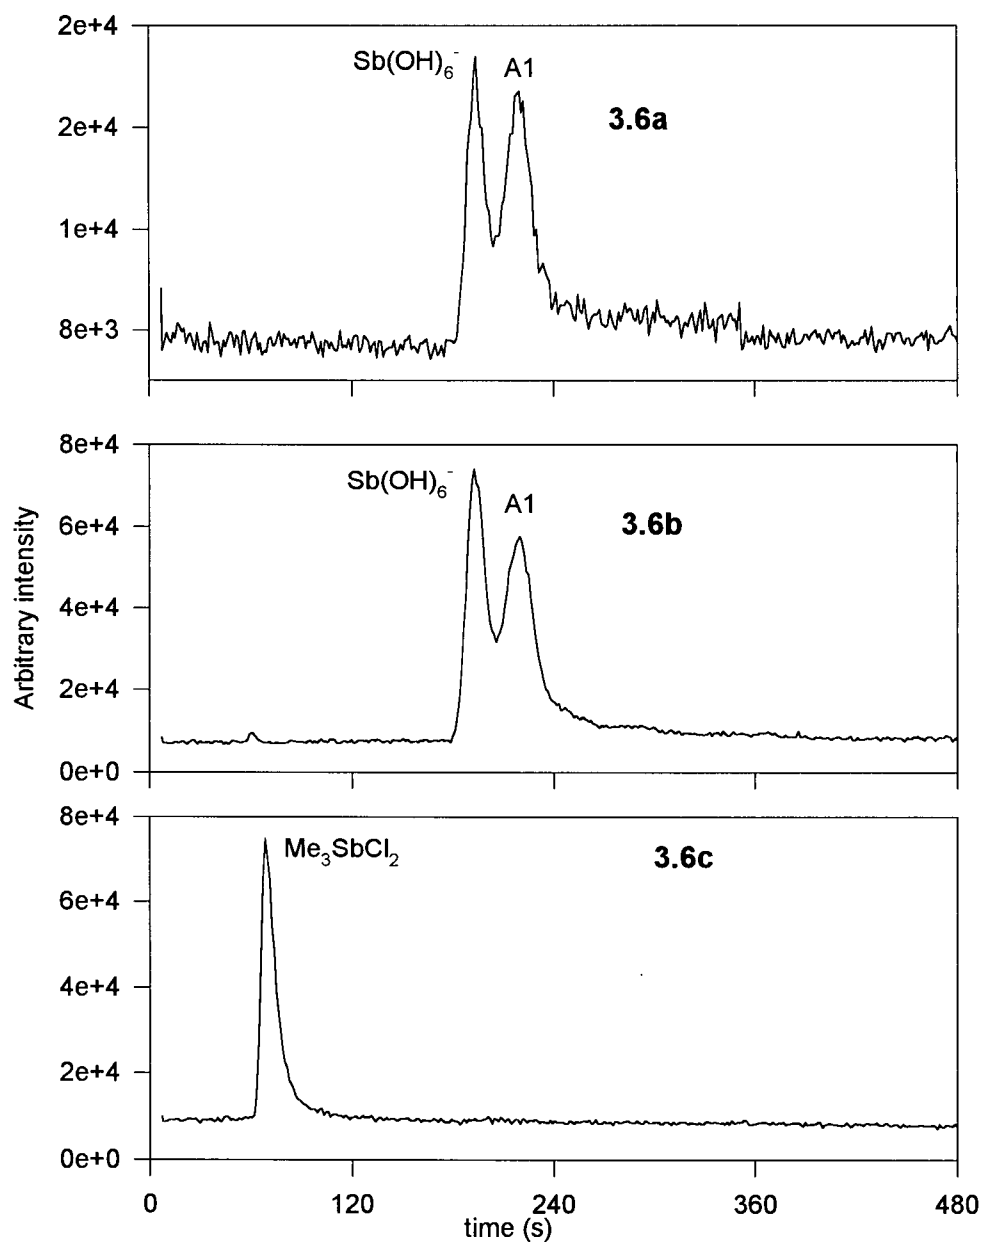 2e+4
Sb(OH)₆⁻
A1
2e+4
3.6a
1e+4
8e+3
8e+4
Sb(OH)₆⁻
A1
3.6b
6e+4
4e+4
2e+4
0e+0
Arbitrary intensity
8e+4
Me₃SbCl₂
3.6c
6e+4
4e+4
2e+4
0e+0
0 120 240 360 480
time (s)